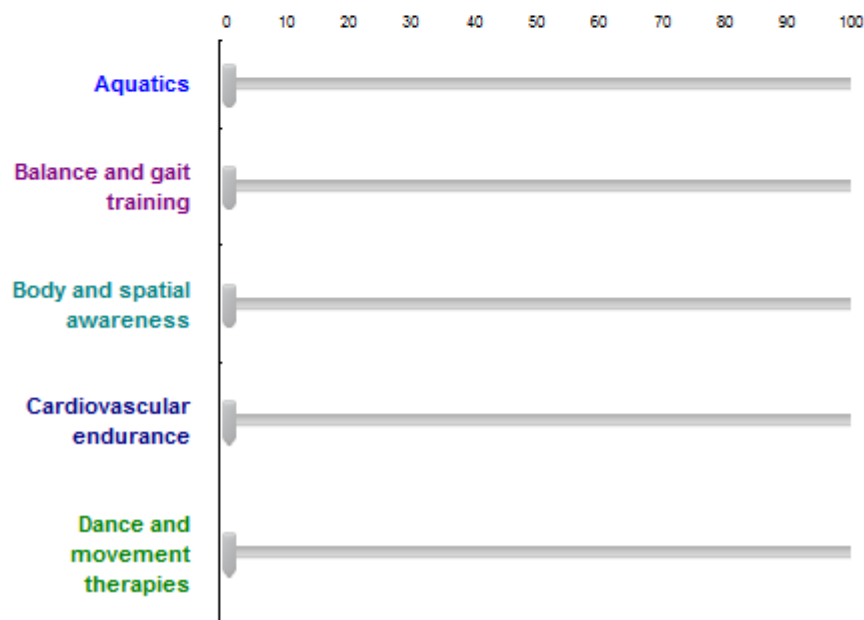 0 10 20 30 40 50 60 70 80 90 100
Aquatics
Balance and gait
training
Body and spatial
awareness
Cardiovascular
endurance
Dance and
movement
therapies